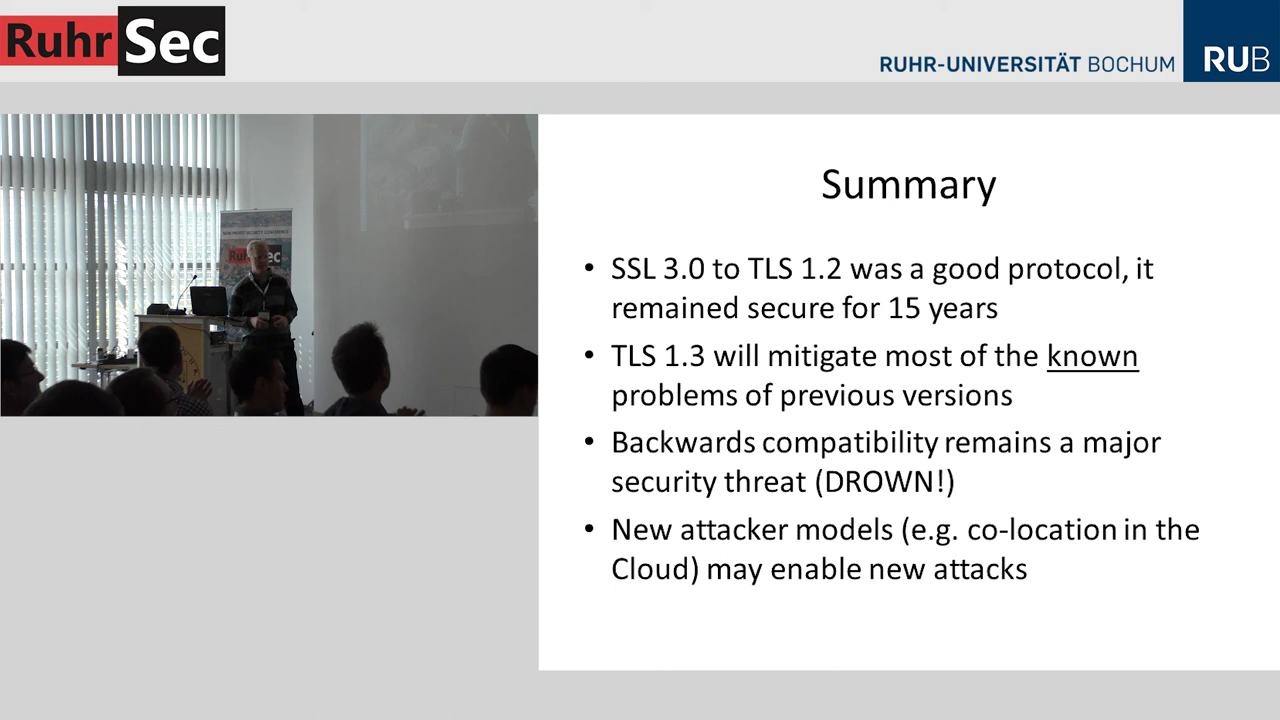 RuhrSec
RUHR-UNIVERSITÄT BOCHUM
RUB
RuhrSec
Summary
• SSL 3.0 to TLS 1.2 was a good protocol, it
remained secure for 15 years
• TLS 1.3 will mitigate most of the known
problems of previous versions
• Backwards compatibility remains a major
security threat (DROWN!)
• New attacker models (e.g. co-location in the
Cloud) may enable new attacks